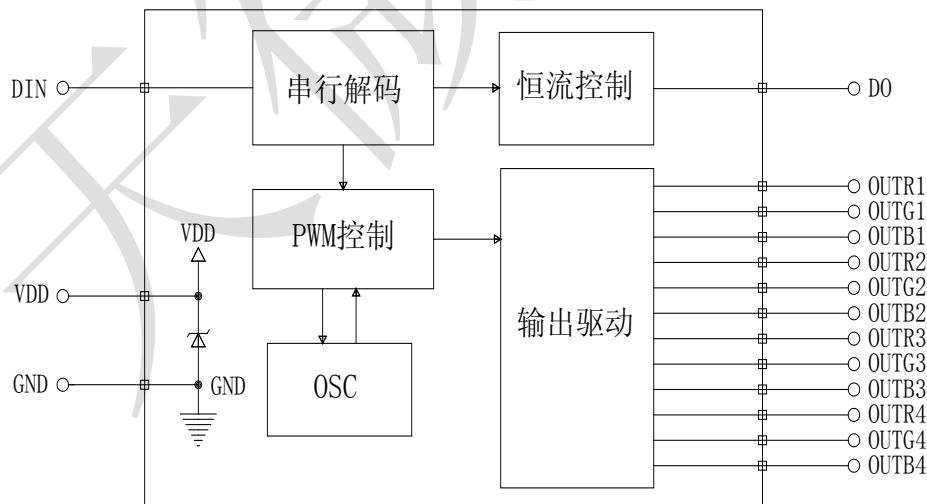 DIN
串行解码
恒流控制
DO
VDD
PWM控制
VDD
GND
GND
OSC
输出驱动
OUTR1
OUTG1
OUTB1
OUTR2
OUTG2
OUTB2
OUTR3
OUTG3
OUTB3
OUTR4
OUTG4
OUTB4